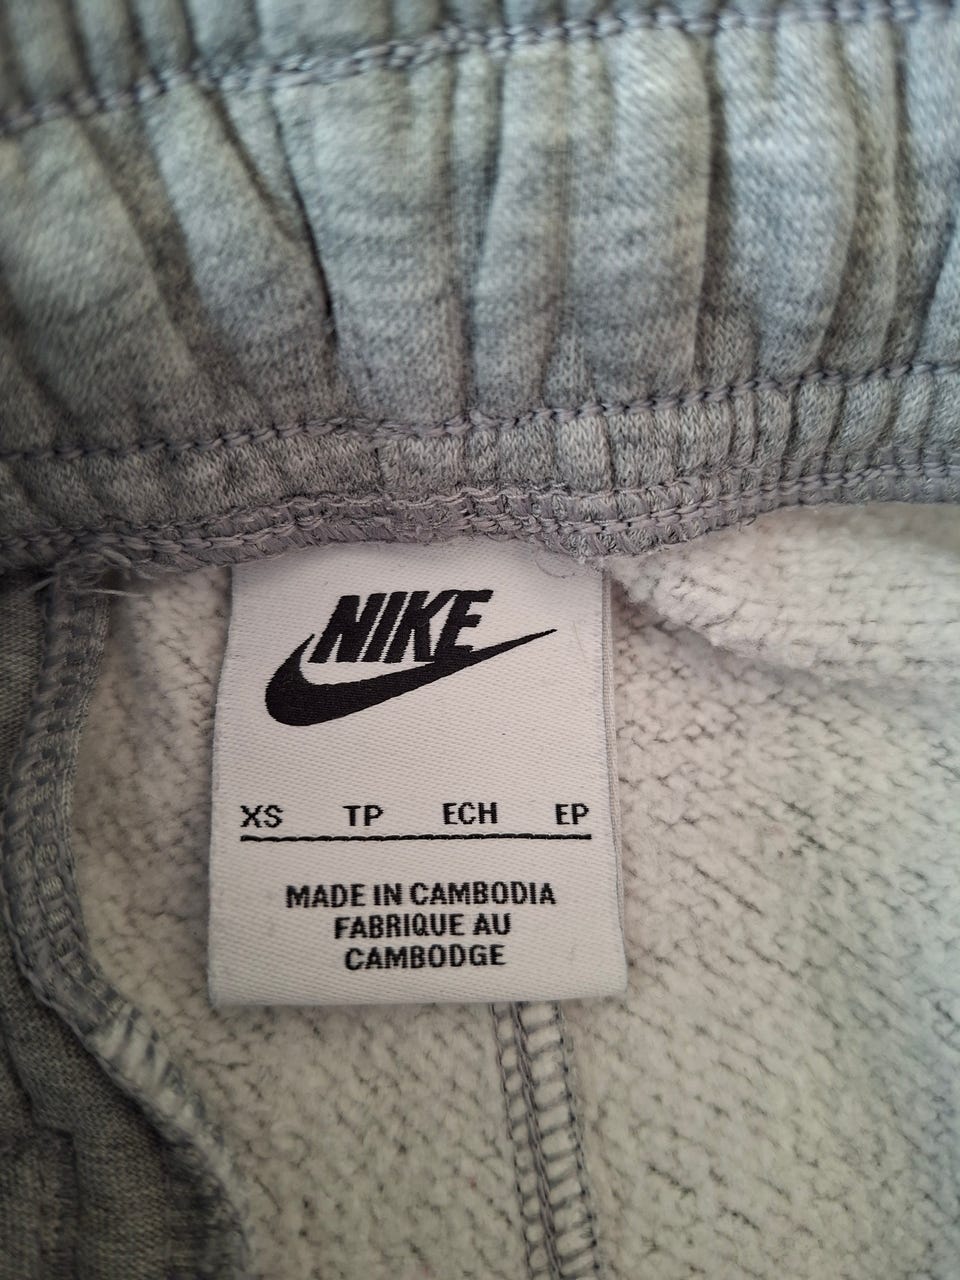 NIKE
XS TP ECH EP
MADE IN CAMBODIA
FABRIQUE AU
CAMBODGE